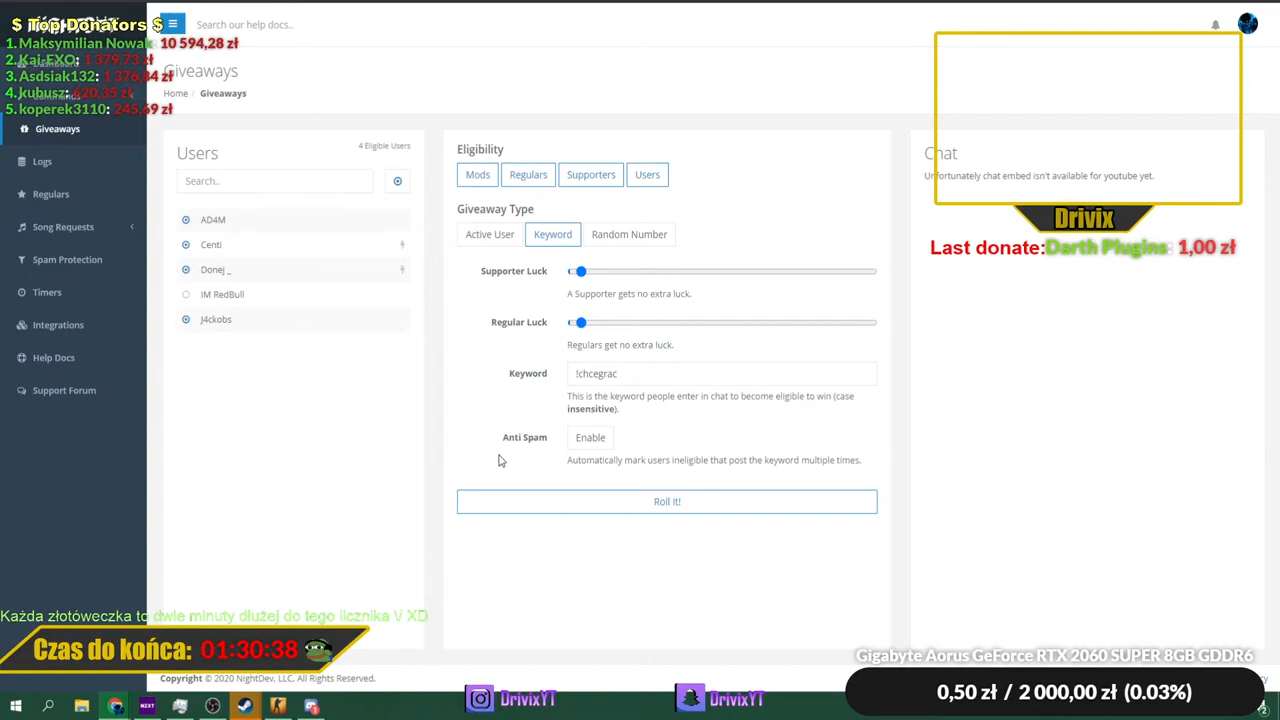 $ Top Donators $
1. Maksymilian Nowak: 10 594,28 zł
2. Kai-EXO: 1 379,73 zł
3. Asdsiak132: 1 376,84 zł
4. kubusz: 620,35 zł
5. koperek3110: 245,69 zł
Search our help docs..
Giveaways
Home / Giveaways
Giveaways
Logs
Regulars
Song Requests
Spam Protection
Timers
Integrations
Help Docs
Support Forum
Users
4 Eligible Users
Search..
AD4M
Centi
Donej _
IM RedBull
J4ckobs
Eligibility
Mods Regulars Supporters Users
Giveaway Type
Active User Keyword Random Number
Supporter Luck
A Supporter gets no extra luck.
Regular Luck
Regulars get no extra luck.
Keyword !chcegrac
This is the keyword people enter in chat to become eligible to win (case
insensitive).
Anti Spam Enable
Automatically mark users ineligible that post the keyword multiple times.
Roll It!
Chat
Unfortunately chat embed isn't available for youtube yet.
Drivix
Last donate: Darth Plugins: 1,00 zł
Każda złotóweczka to dwie minuty dłużej do tego licznika V XD
Czas do końca: 01:30:38
Copyright © 2020 NightDev, LLC. All Rights Reserved.
NZXT
DrivixYT
DrivixYT
Gigabyte Aorus GeForce RTX 2060 SUPER 8GB GDDR6
0,50 zł / 2 000,00 zł (0.03%)
2